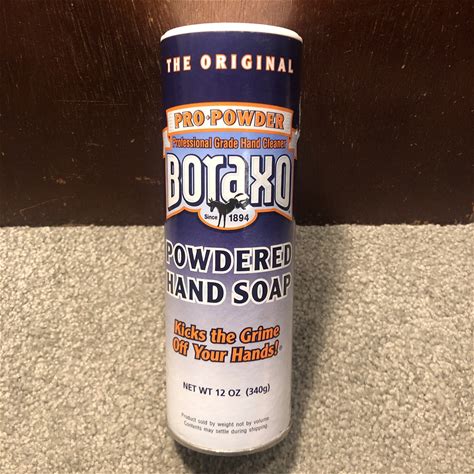 THE ORIGINAL
PRO•POWDER
Professional Grade Hand Cleaner
BORAXO
Since 1894
POWDERED
HAND SOAP
Kicks the Grime
Off Your Hands!®
NET WT 12 OZ (340g)
Product sold by weight not by volume.
Contents may settle during shipping.